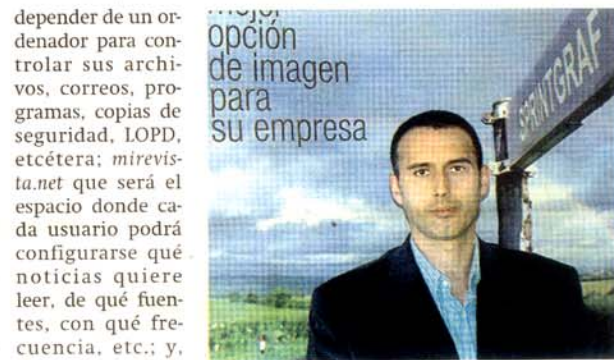 depender de un or-
denador para con-
trolar sus archi-
vos, correos, pro-
gramas, copias de
seguridad, LOPD,
etcétera; mirevis-
ta.net que será el
espacio donde ca-
da usuario podrá
configurarse qué
noticias quiere
leer, de qué fuen-
tes, con qué fre-
cuencia, etc.; y,
mejor
opción
de imagen
para
su empresa
SPRINTGRAF